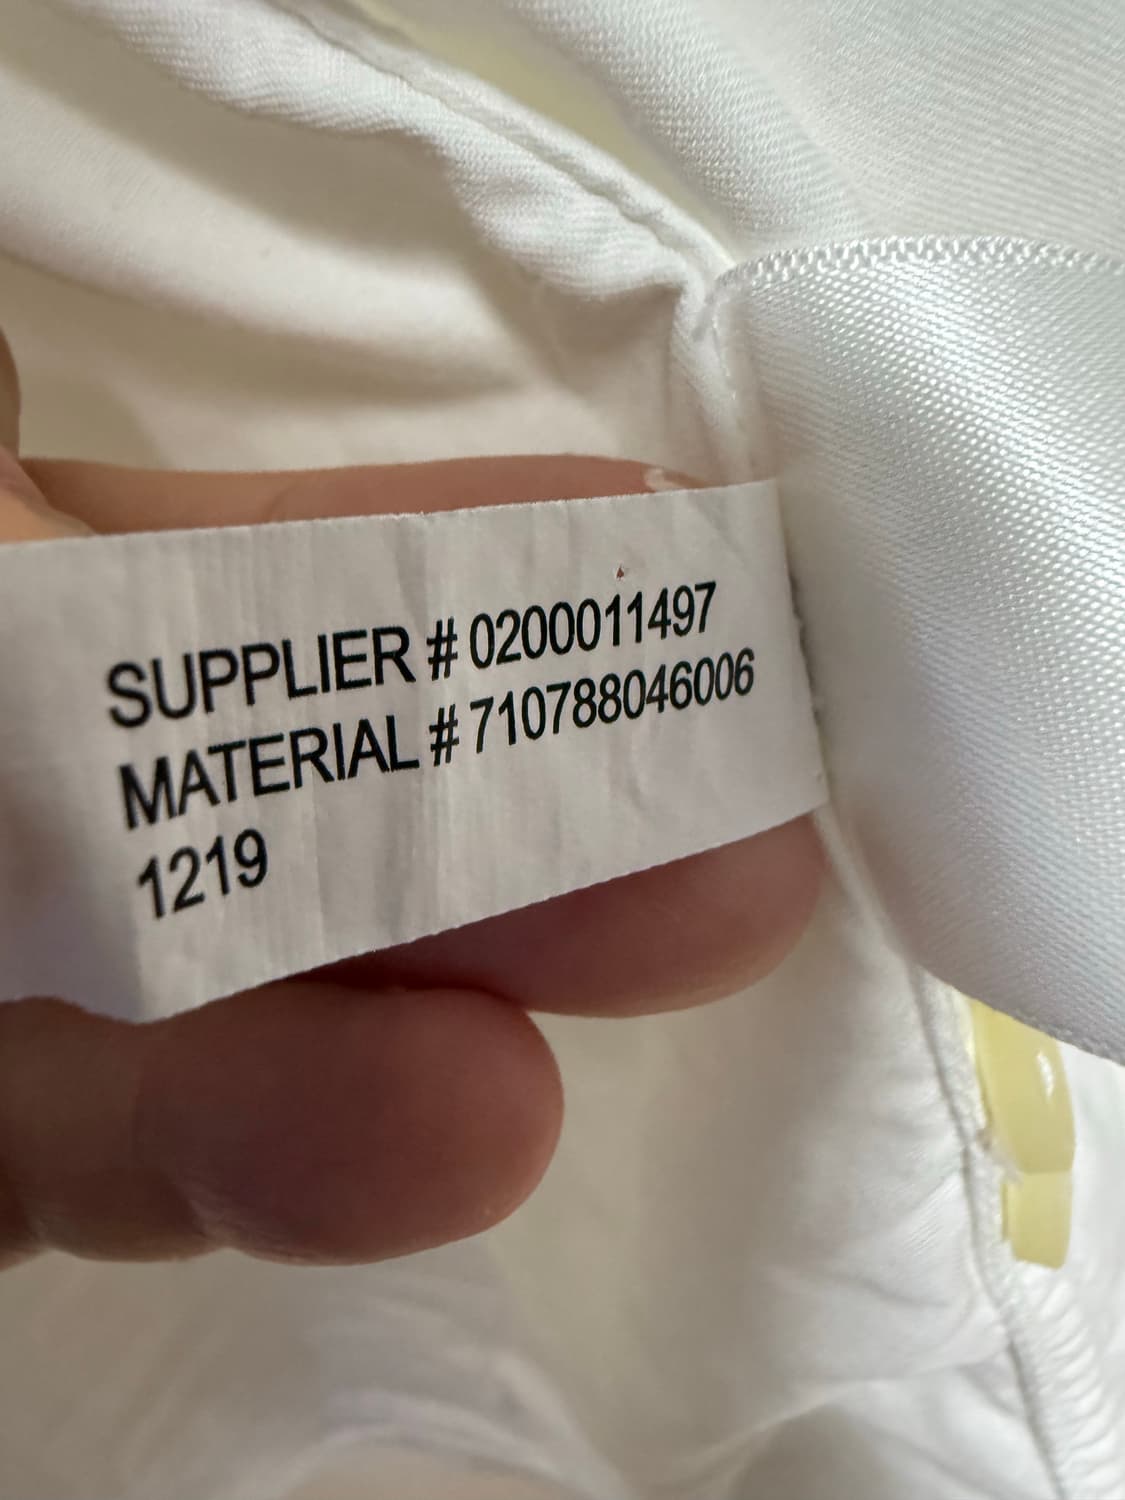 SUPPLIER # 0200011497
MATERIAL # 710788046006
1219